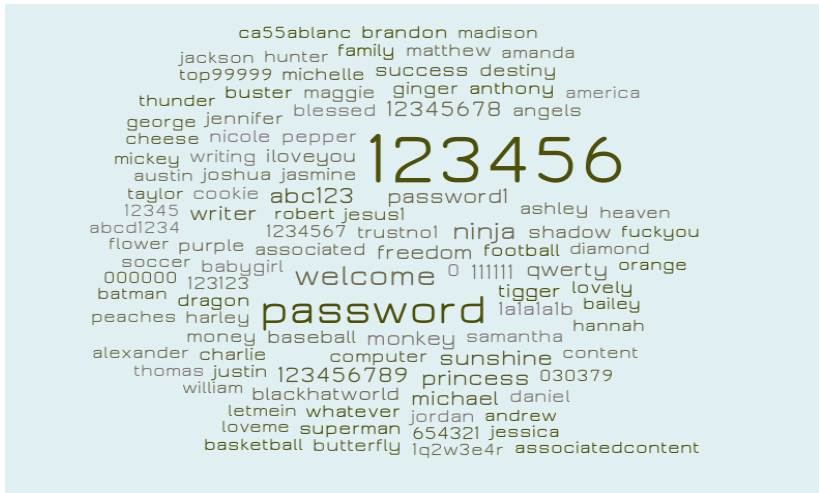 ca55ablanc brandon madison
jackson hunter family matthew amanda
top99999 michelle success destiny
thunder buster maggie ginger anthony america
george jennifer blessed 12345678 angels
cheese nicole pepper
mickey writing iloveyou 123456
austin joshua jasmine
taylor cookie abc123 password1
12345 writer robert jesus1 ashley heaven
abcd1234 1234567 trustno1 ninja shadow fuckyou
flower purple associated freedom football diamond
soccer babygirl welcome 0 111111 qwerty orange
000000 123123
batman dragon password tigger lovely
peaches harley 1a1a1a1b bailey
hannah
money baseball monkey samantha
alexander charlie computer sunshine content
thomas justin 123456789 princess 030379
william blackhatworld michael daniel
letmein whatever jordan andrew
loveme superman 654321 jessica
basketball butterfly 1q2w3e4r associatedcontent